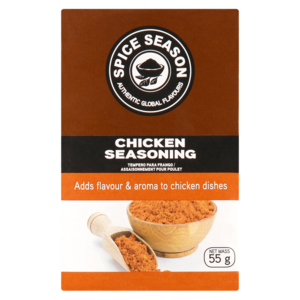 SPICE SEASON
AUTHENTIC GLOBAL FLAVOURS
CHICKEN
SEASONING
TEMPERO PARA FRANGO /
ASSAISONNEMENT POUR POULET
Adds flavour & aroma to chicken dishes
NET MASS
55 g